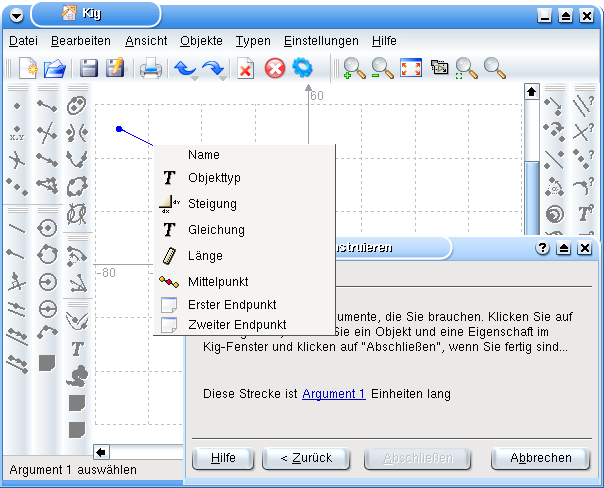 Kig
Datei Bearbeiten Ansicht Objekte Typen Einstellungen Hilfe
60
Name
Objekttyp
Steigung
Gleichung
Länge
Mittelpunkt
Erster Endpunkt
Zweiter Endpunkt
-80
struieren
umente, die Sie brauchen. Klicken Sie auf
Sie ein Objekt und eine Eigenschaft im
Kig-Fenster und klicken auf "Abschließen", wenn Sie fertig sind...
Diese Strecke ist Argument 1 Einheiten lang
Hilfe < Zurück Abschließen Abbrechen
Argument 1 auswählen